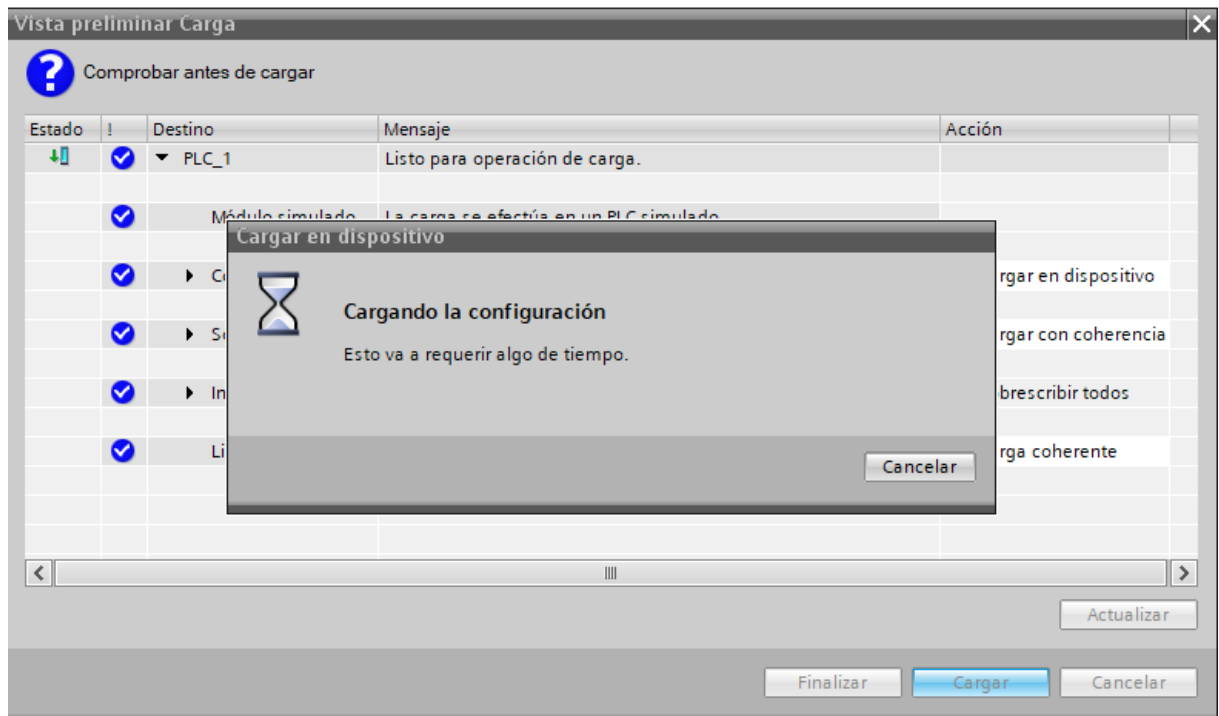 Vista preliminar Carga
Comprobar antes de cargar
Estado ! Destino Mensaje Acción
PLC_1 Listo para operación de carga.
Módulo simulado La carga se efectúa en un PLC simulado
Cargar en dispositivo
rgar en dispositivo
Cargando la configuración
rgar con coherencia
Esto va a requerir algo de tiempo.
In brescribir todos
Li rga coherente
Cancelar
Actualizar
Finalizar Cargar Cancelar